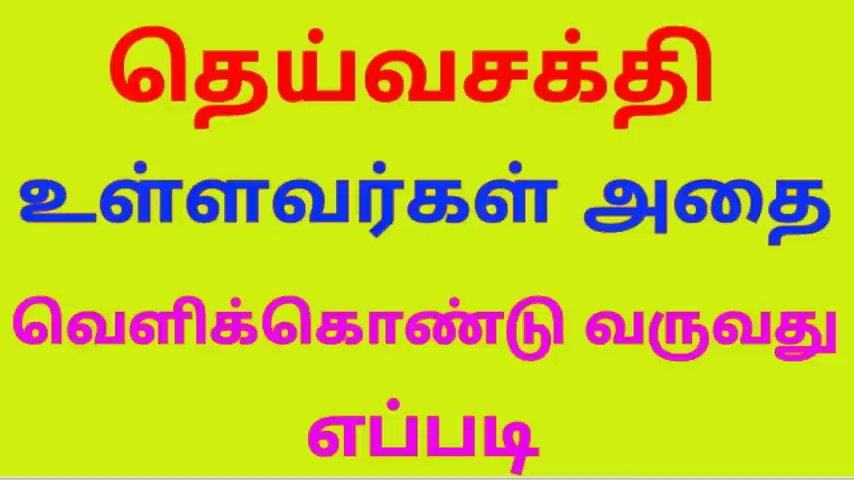 தெய்வசக்தி
உள்ளவர்கள் அதை
வெளிக்கொண்டு வருவது
எப்படி